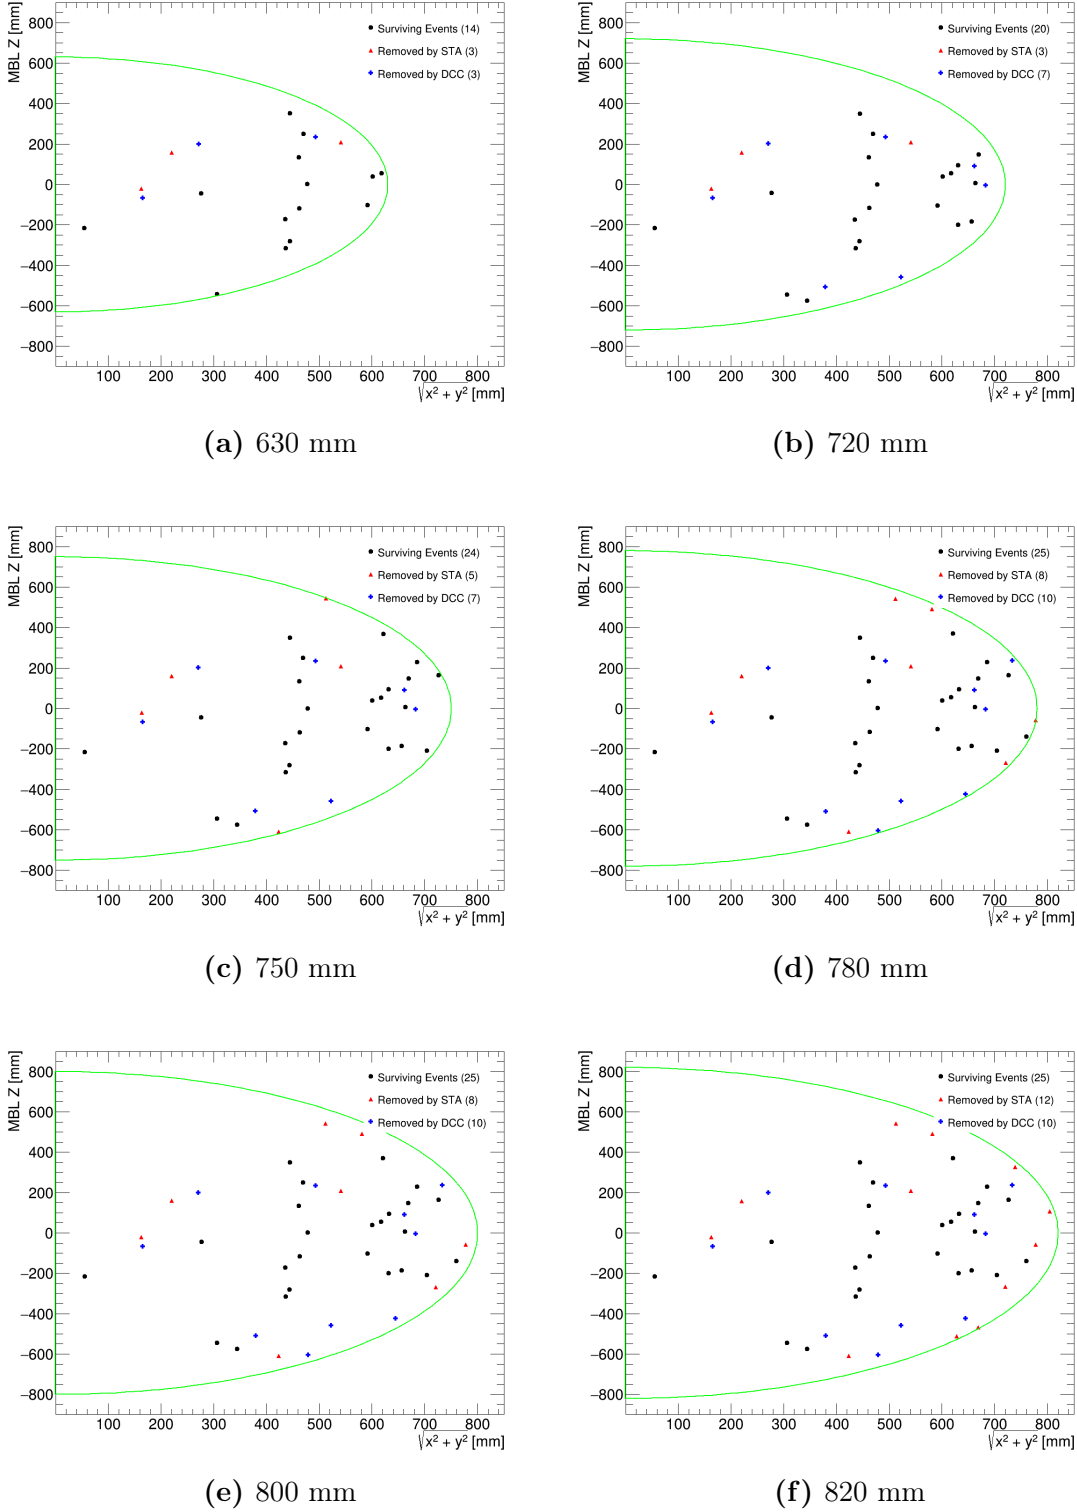 MBL Z [mm]
800
600
400
200
0
−200
−400
−600
−800
Surviving Events (14)
Removed by STA (3)
Removed by DCC (3)
100 200 300 400 500 600 700 800
√x² + y² [mm]
(a) 630 mm
MBL Z [mm]
800
600
400
200
0
−200
−400
−600
−800
Surviving Events (20)
Removed by STA (3)
Removed by DCC (7)
100 200 300 400 500 600 700 800
√x² + y² [mm]
(b) 720 mm
MBL Z [mm]
800
600
400
200
0
−200
−400
−600
−800
Surviving Events (24)
Removed by STA (5)
Removed by DCC (7)
100 200 300 400 500 600 700 800
√x² + y² [mm]
(c) 750 mm
MBL Z [mm]
800
600
400
200
0
−200
−400
−600
−800
Surviving Events (25)
Removed by STA (8)
Removed by DCC (10)
100 200 300 400 500 600 700 800
√x² + y² [mm]
(d) 780 mm
MBL Z [mm]
800
600
400
200
0
−200
−400
−600
−800
Surviving Events (25)
Removed by STA (8)
Removed by DCC (10)
100 200 300 400 500 600 700 800
√x² + y² [mm]
(e) 800 mm
MBL Z [mm]
800
600
400
200
0
−200
−400
−600
−800
Surviving Events (25)
Removed by STA (12)
Removed by DCC (10)
100 200 300 400 500 600 700 800
√x² + y² [mm]
(f) 820 mm